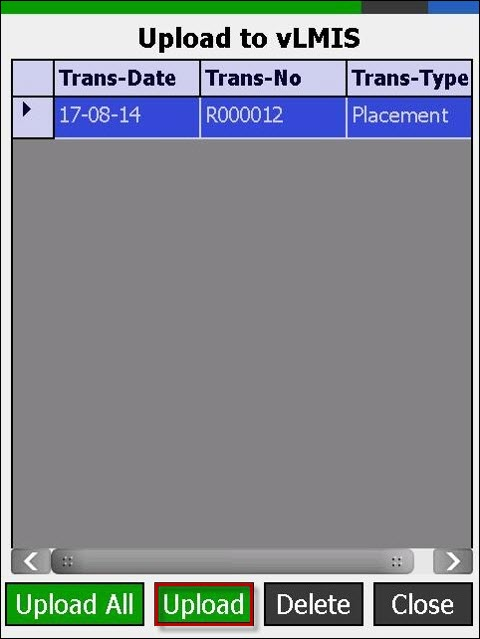 Upload to vLMIS
Trans-Date Trans-No Trans-Type
17-08-14 R000012 Placement
Upload All Upload Delete Close